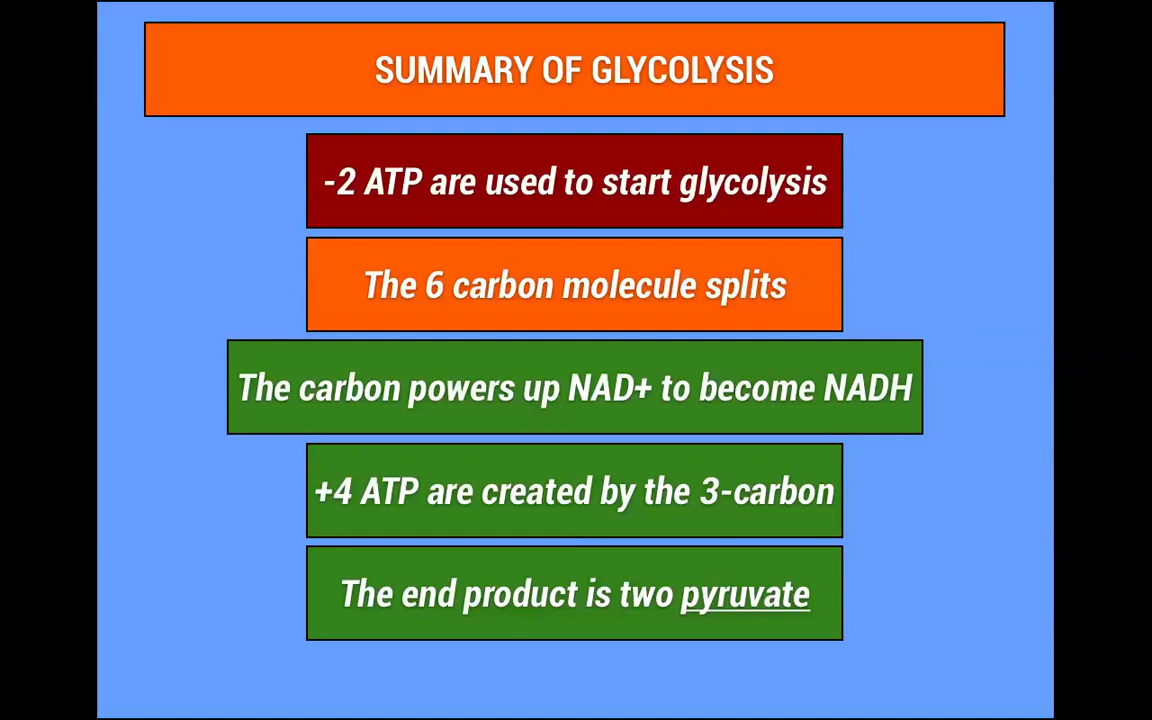 SUMMARY OF GLYCOLYSIS
-2 ATP are used to start glycolysis
The 6 carbon molecule splits
The carbon powers up NAD+ to become NADH
+4 ATP are created by the 3-carbon
The end product is two pyruvate